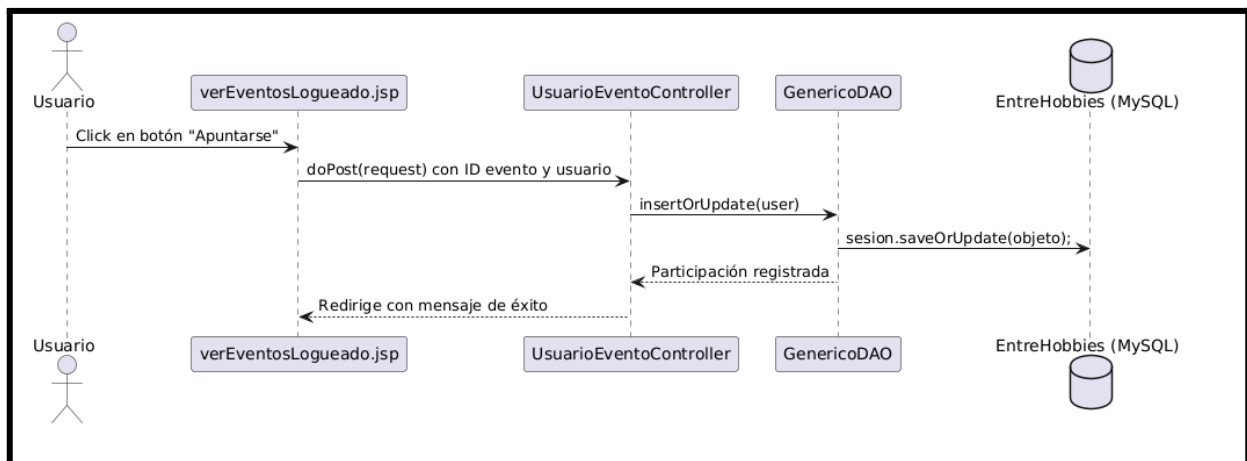 Usuario
verEventosLogueado.jsp
UsuarioEventoController
GenericoDAO
EntreHobbies (MySQL)
Click en botón "Apuntarse"
doPost(request) con ID evento y usuario
insertOrUpdate(user)
sesion.saveOrUpdate(objeto);
Participación registrada
Redirige con mensaje de éxito
Usuario
verEventosLogueado.jsp
UsuarioEventoController
GenericoDAO
EntreHobbies (MySQL)